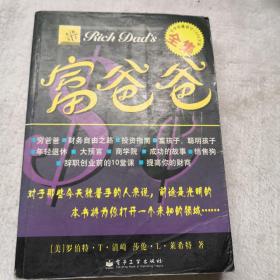 Rich Dad's
全集
富爸爸
■穷爸爸 ■财务自由之路 ■投资指南 ■富孩子,聪明孩子
■年轻退休 ■大预言 ■商学院 ■成功的故事 ■销售狗
■辞职创业前的10堂课 ■提高你的财商
对于那些今天就着手的人来说,前途是光明的
本书将为你打开一个未知的领域……
[美]罗伯特·T·清崎 莎伦·L·莱希特 著
电子工业出版社